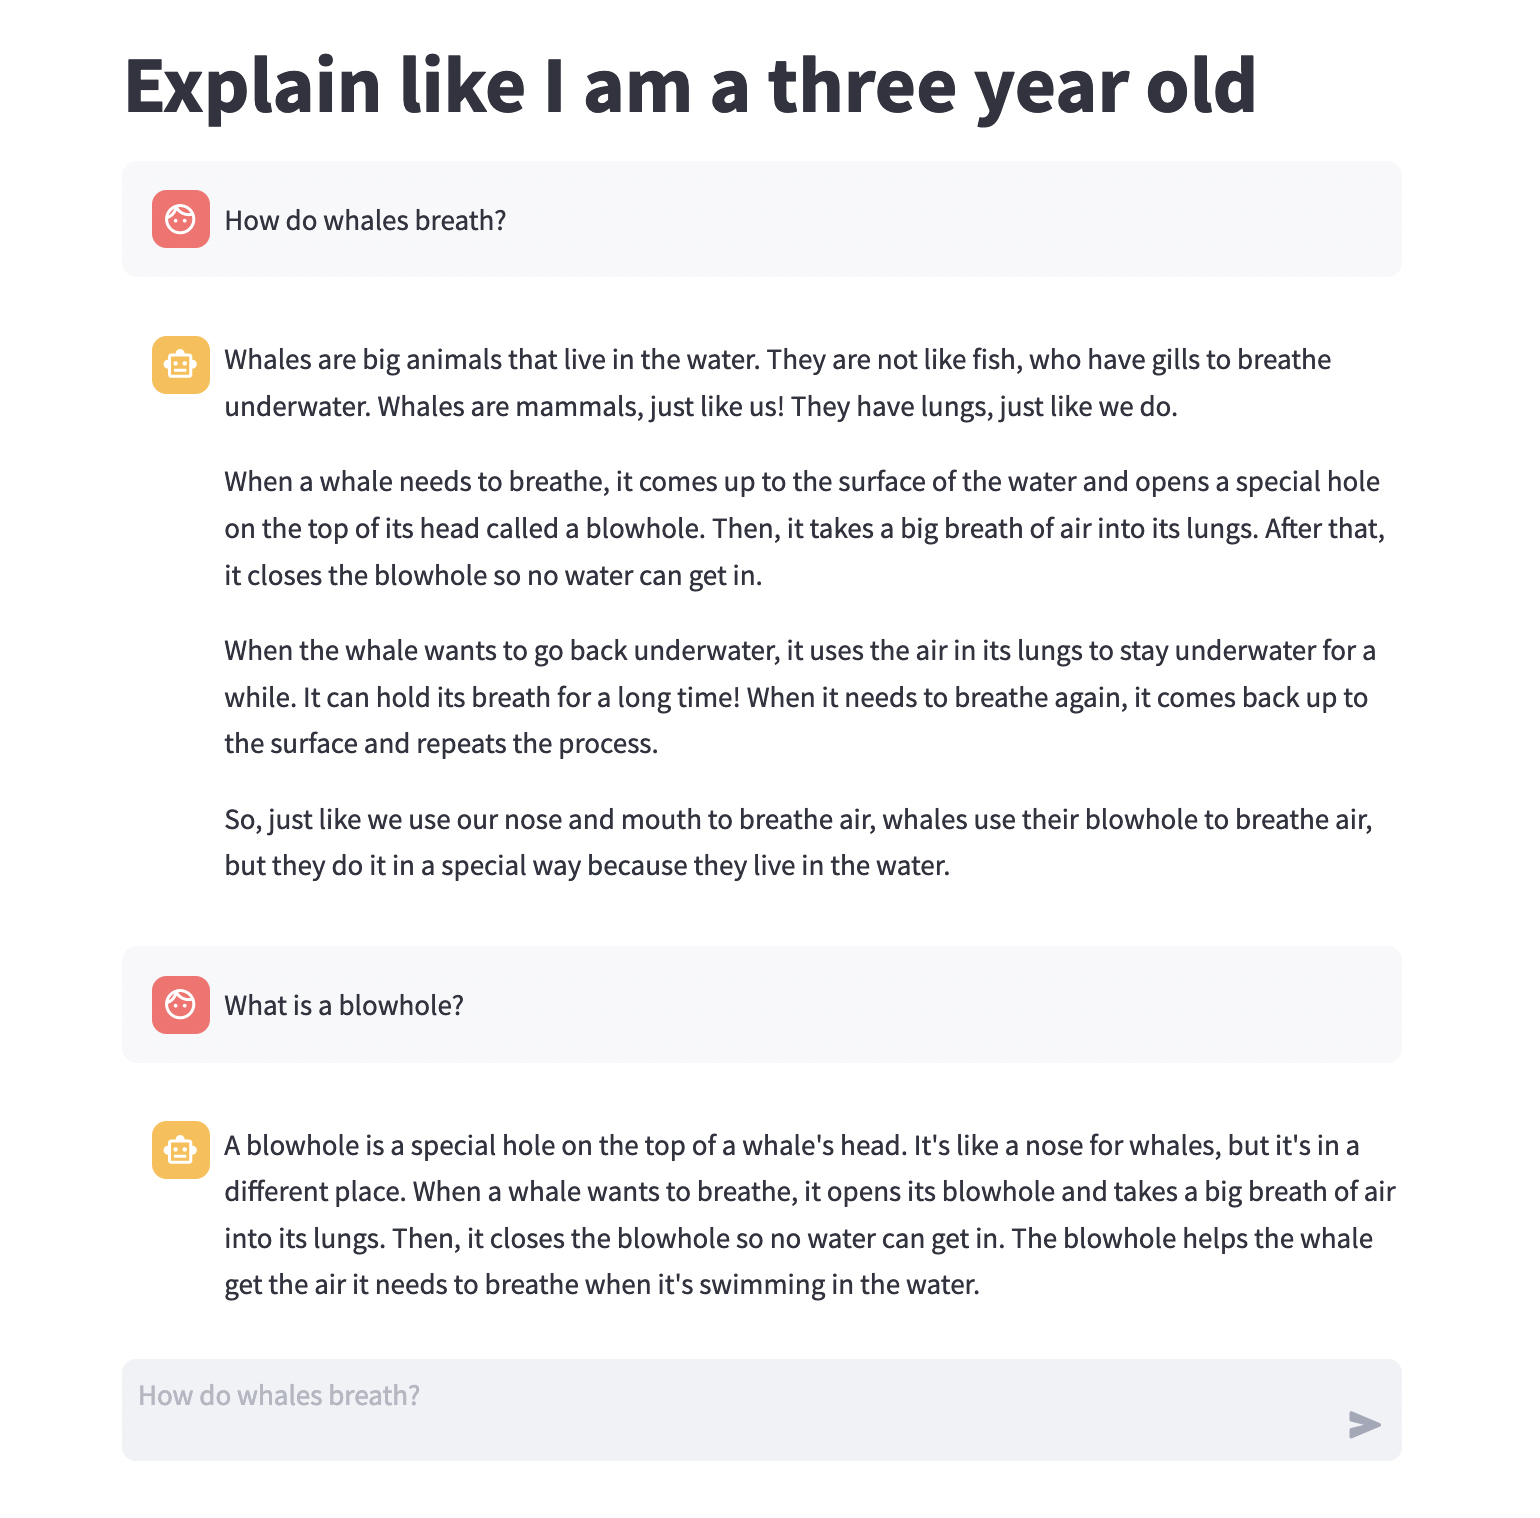 Explain like I am a three year old
How do whales breath?
Whales are big animals that live in the water. They are not like fish, who have gills to breathe
underwater. Whales are mammals, just like us! They have lungs, just like we do.
When a whale needs to breathe, it comes up to the surface of the water and opens a special hole
on the top of its head called a blowhole. Then, it takes a big breath of air into its lungs. After that,
it closes the blowhole so no water can get in.
When the whale wants to go back underwater, it uses the air in its lungs to stay underwater for a
while. It can hold its breath for a long time! When it needs to breathe again, it comes back up to
the surface and repeats the process.
So, just like we use our nose and mouth to breathe air, whales use their blowhole to breathe air,
but they do it in a special way because they live in the water.
What is a blowhole?
A blowhole is a special hole on the top of a whale's head. It's like a nose for whales, but it's in a
different place. When a whale wants to breathe, it opens its blowhole and takes a big breath of air
into its lungs. Then, it closes the blowhole so no water can get in. The blowhole helps the whale
get the air it needs to breathe when it's swimming in the water.
How do whales breath?